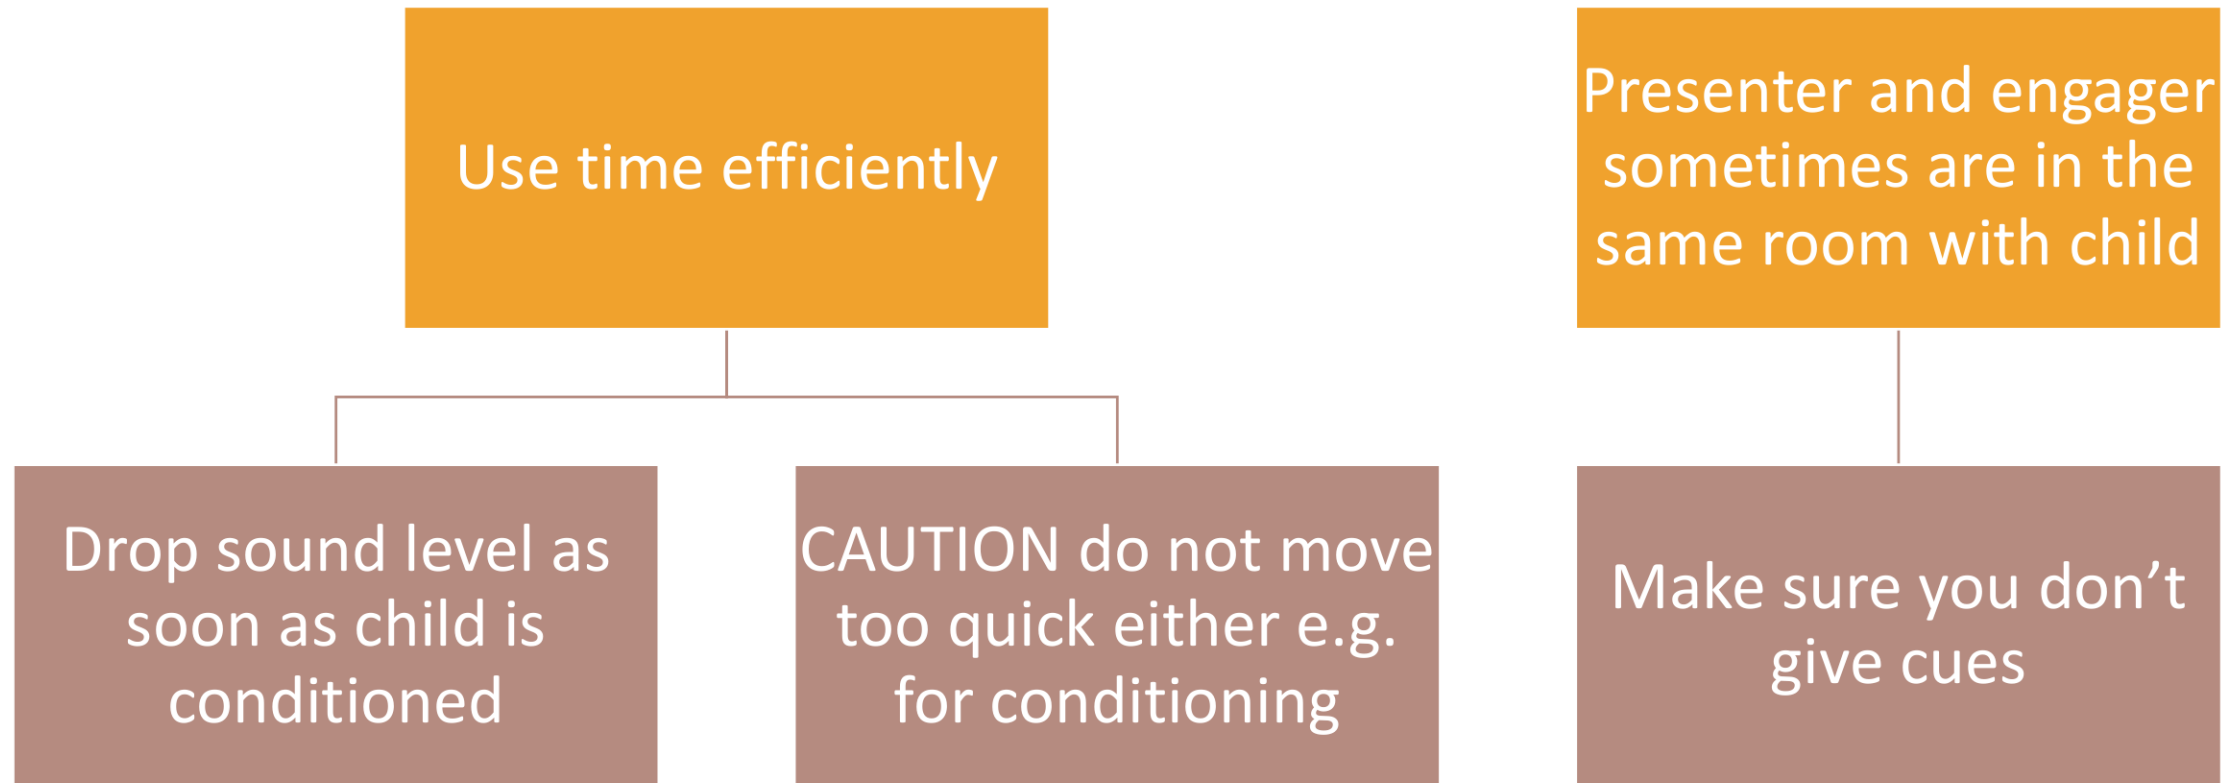 Use time efficiently
Presenter and engager
sometimes are in the
same room with child
Drop sound level as
soon as child is
conditioned
CAUTION do not move
too quick either e.g.
for conditioning
Make sure you don’t
give cues